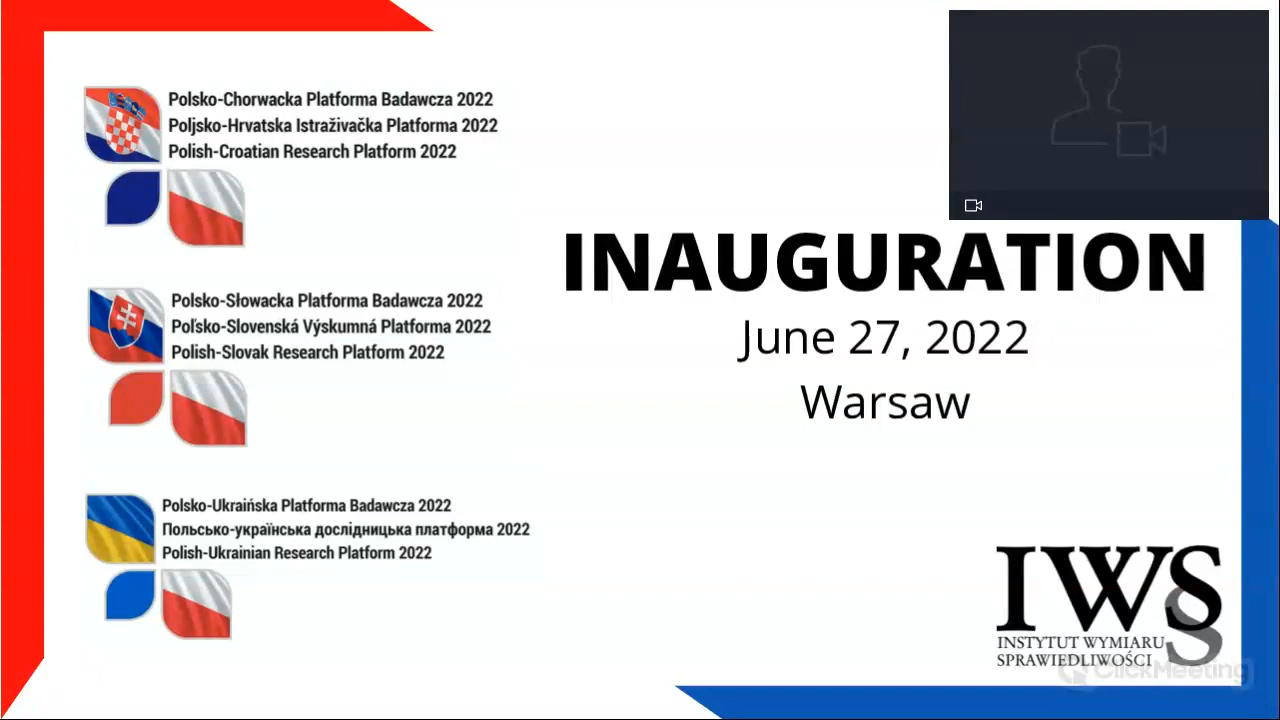 Polsko-Chorwacka Platforma Badawcza 2022
Poljsko-Hrvatska Istraživačka Platforma 2022
Polish-Croatian Research Platform 2022
Polsko-Słowacka Platforma Badawcza 2022
Poľsko-Slovenská Výskumná Platforma 2022
Polish-Slovak Research Platform 2022
Polsko-Ukraińska Platforma Badawcza 2022
Польсько-українська дослідницька платформа 2022
Polish-Ukrainian Research Platform 2022
INAUGURATION
June 27, 2022
Warsaw
IWS
§
INSTYTUT WYMIARU
SPRAWIEDLIWOŚCI
ClickMeeting